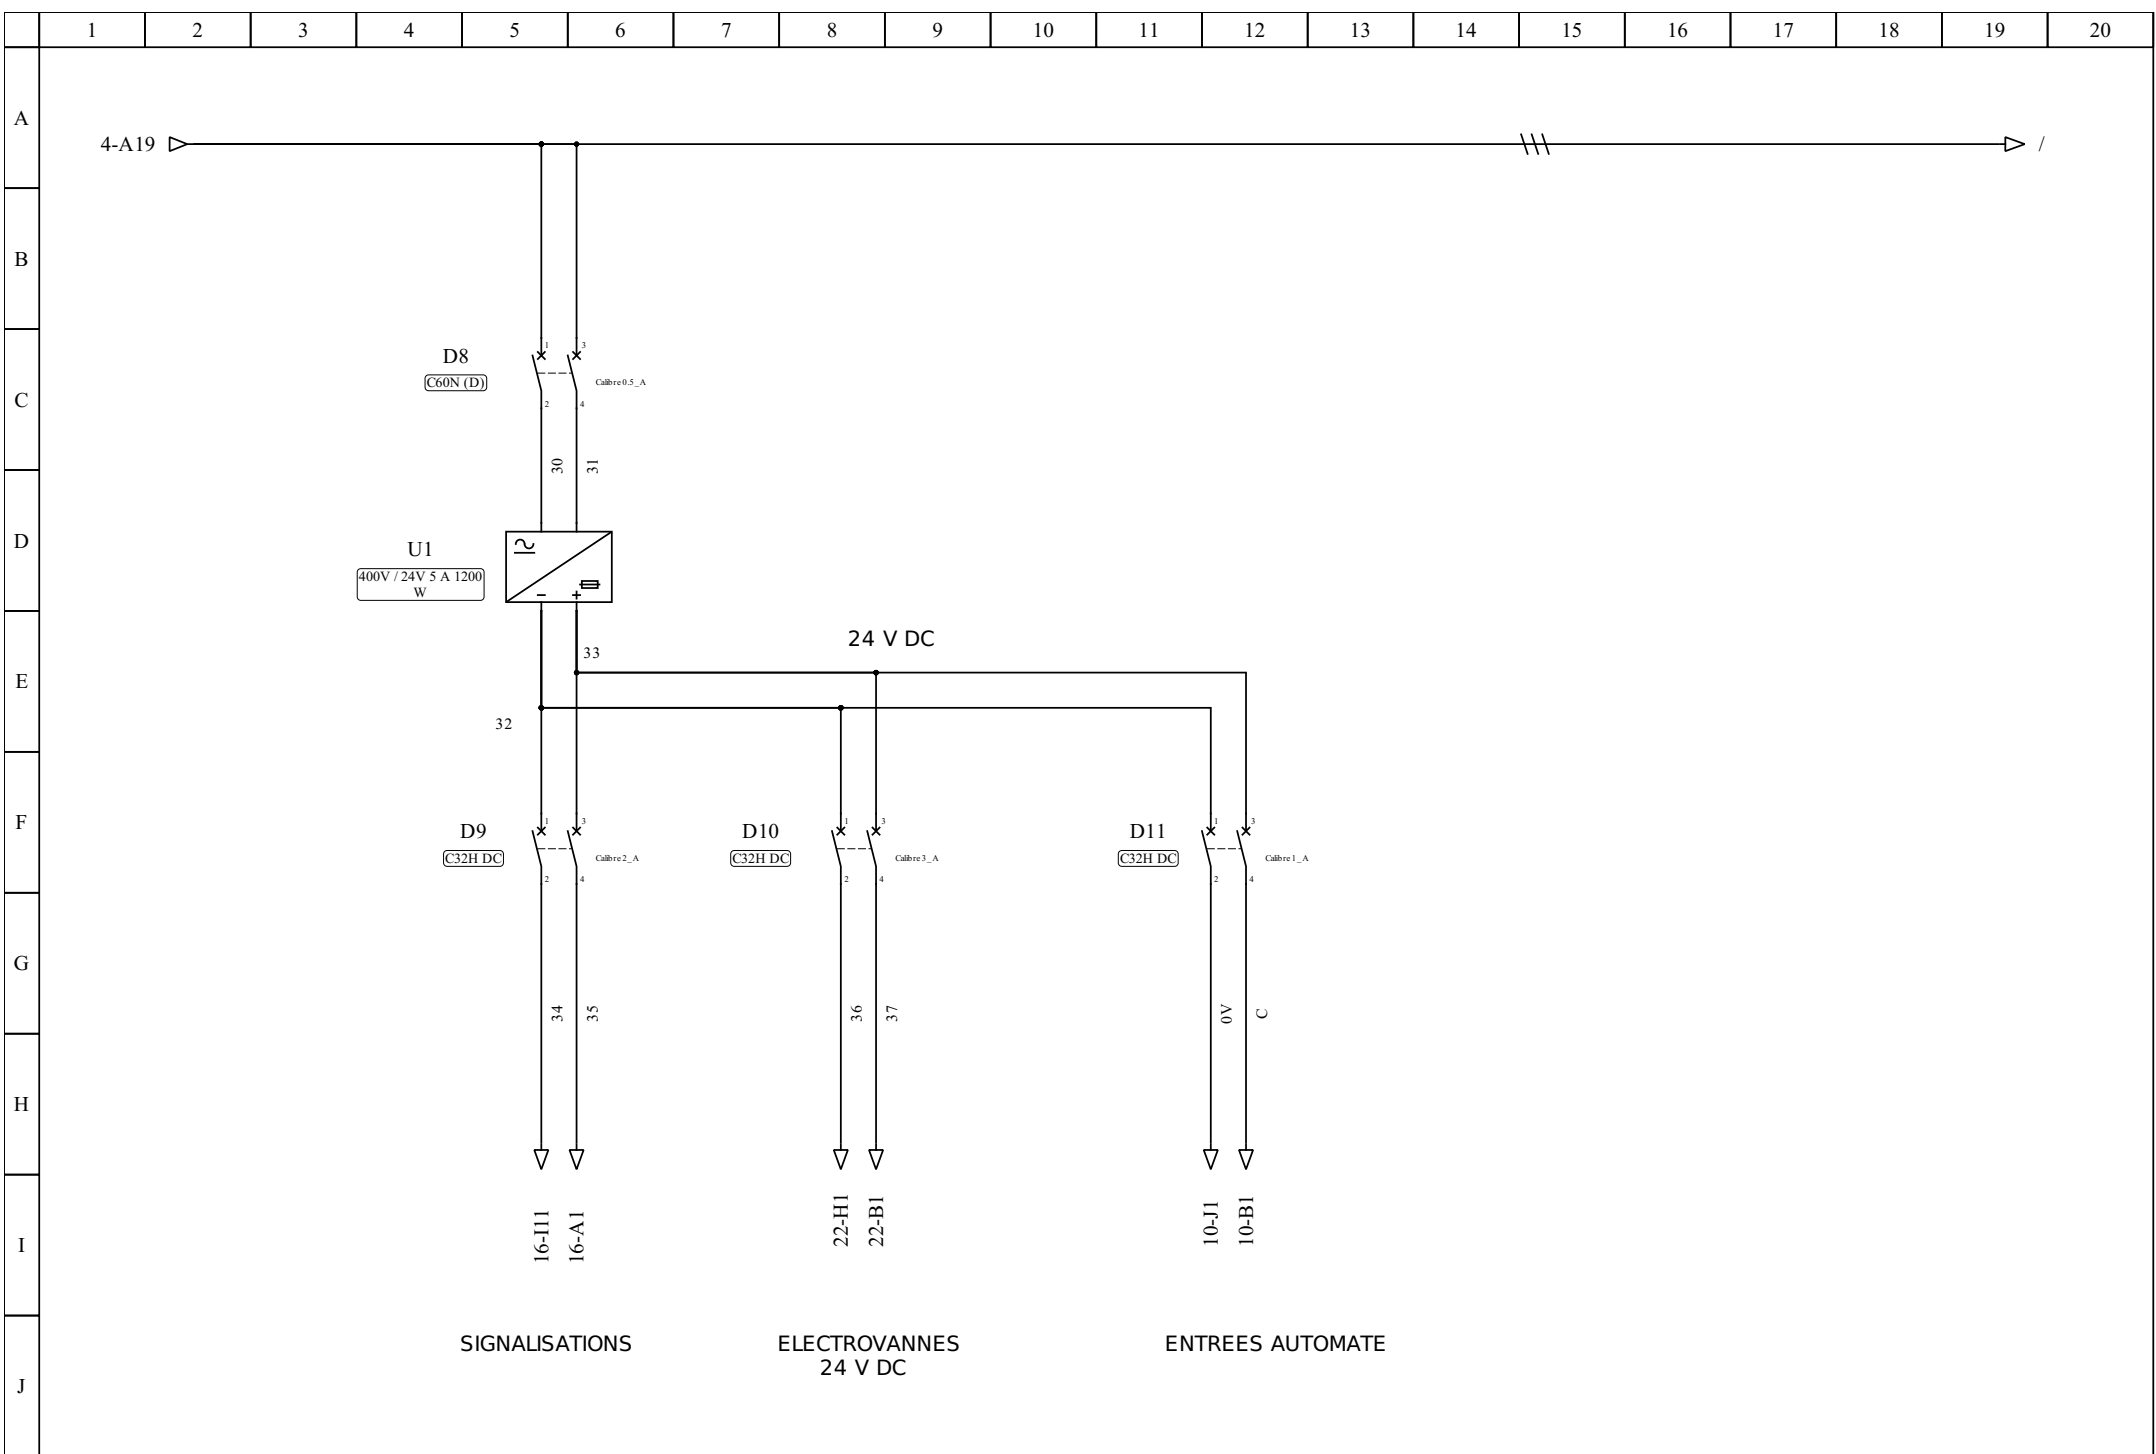 1 2 3 4 5 6 7 8 9 10 11 12 13 14 15 16 17 18 19 20
A
4-A19 /
B
1 3
D8
C60N (D) Calibre 0.5_A
C
2 4
30 31
D
U1
400V / 24V 5 A 1200
W
- +
24 V DC
33
E
32
F
1 3 1 3 1 3
D9 D10 D11
C32H DC Calibre 2_A C32H DC Calibre 3_A C32H DC Calibre 1_A
2 4 2 4 2 4
G
34 35 36 37 0V C
H
16-I11 16-A1 22-H1 22-B1 10-J1 10-B1
I
SIGNALISATIONS ELECTROVANNES ENTREES AUTOMATE
24 V DC
J